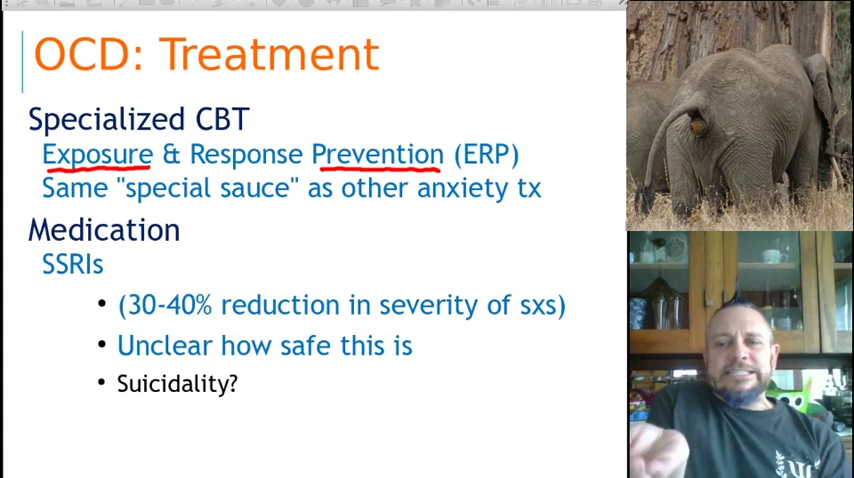 OCD: Treatment
Specialized CBT
Exposure & Response Prevention (ERP)
Same "special sauce" as other anxiety tx
Medication
SSRIs
• (30-40% reduction in severity of sxs)
• Unclear how safe this is
• Suicidality?